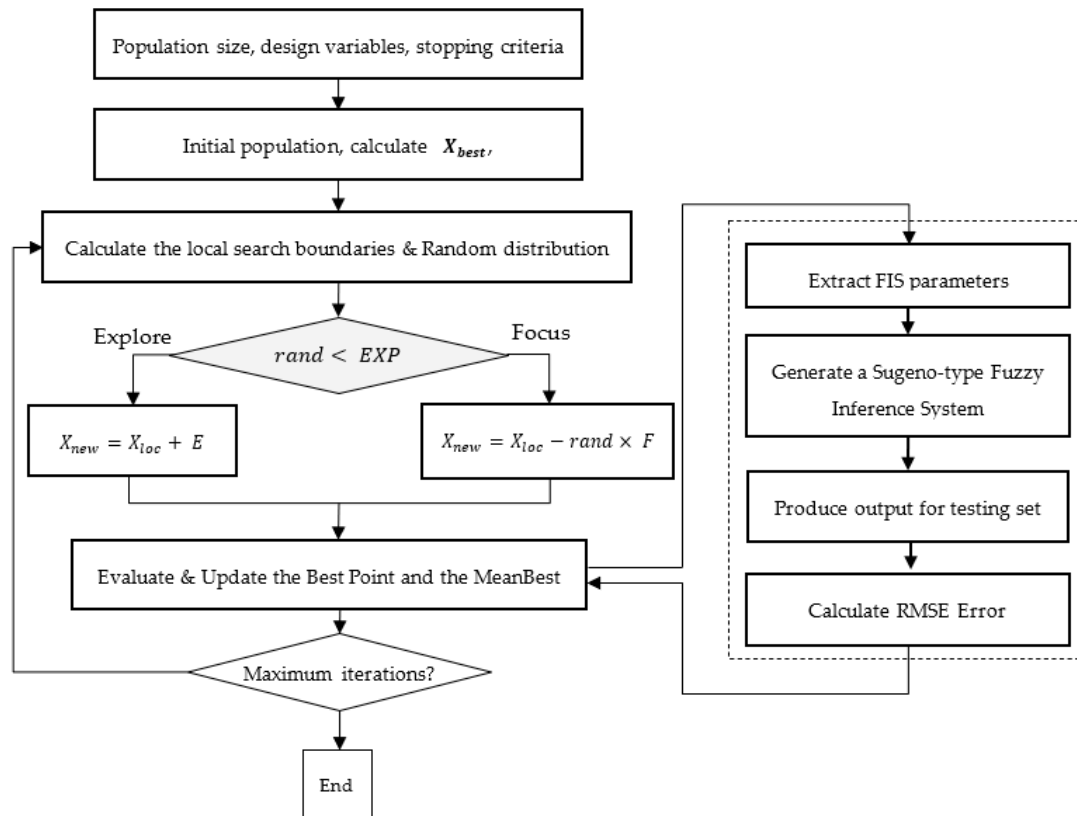 Population size, design variables, stopping criteria
Initial population, calculate X_best,
Calculate the local search boundaries & Random distribution
Explore
Focus
rand < EXP
X_new = X_loc + E
X_new = X_loc − rand × F
Evaluate & Update the Best Point and the MeanBest
Maximum iterations?
End
Extract FIS parameters
Generate a Sugeno-type Fuzzy
Inference System
Produce output for testing set
Calculate RMSE Error